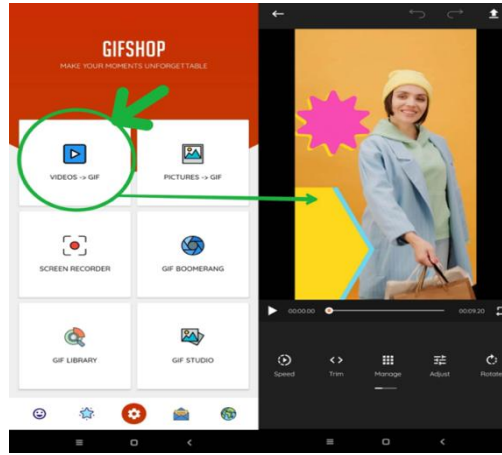 GIFSHOP
MAKE YOUR MOMENTS UNFORGETTABLE
VIDEOS -> GIF
PICTURES -> GIF
SCREEN RECORDER
GIF BOOMERANG
GIF LIBRARY
GIF STUDIO
00:00:00
00:09:20
Speed
Trim
Manage
Adjust
Rotate